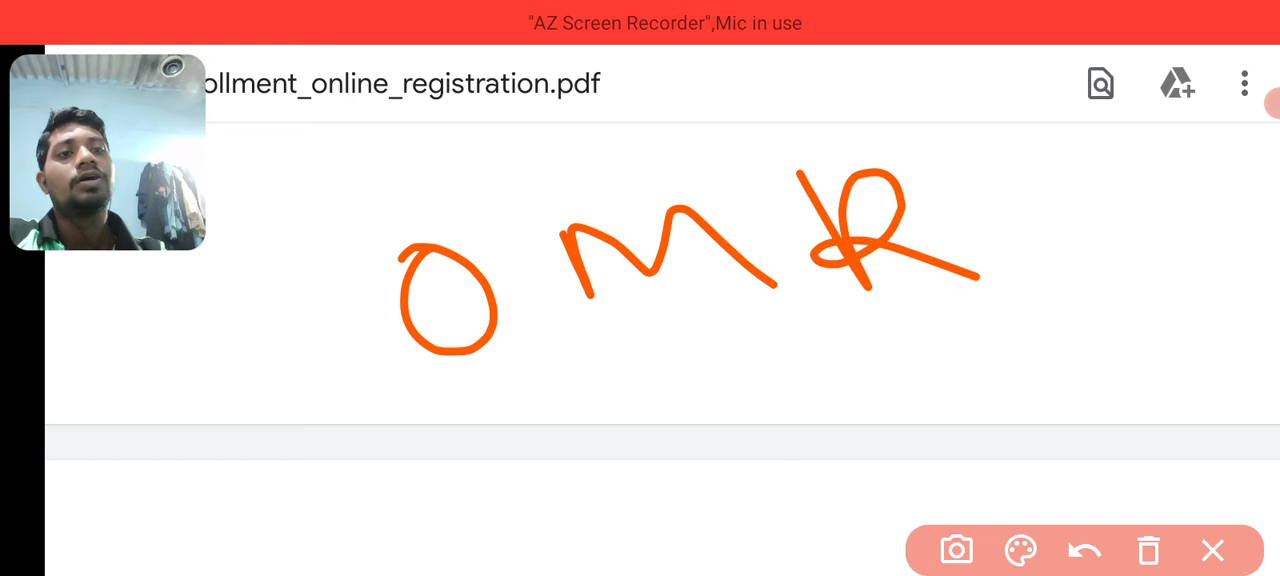 "AZ Screen Recorder",Mic in use
ollment_online_registration.pdf
OMR